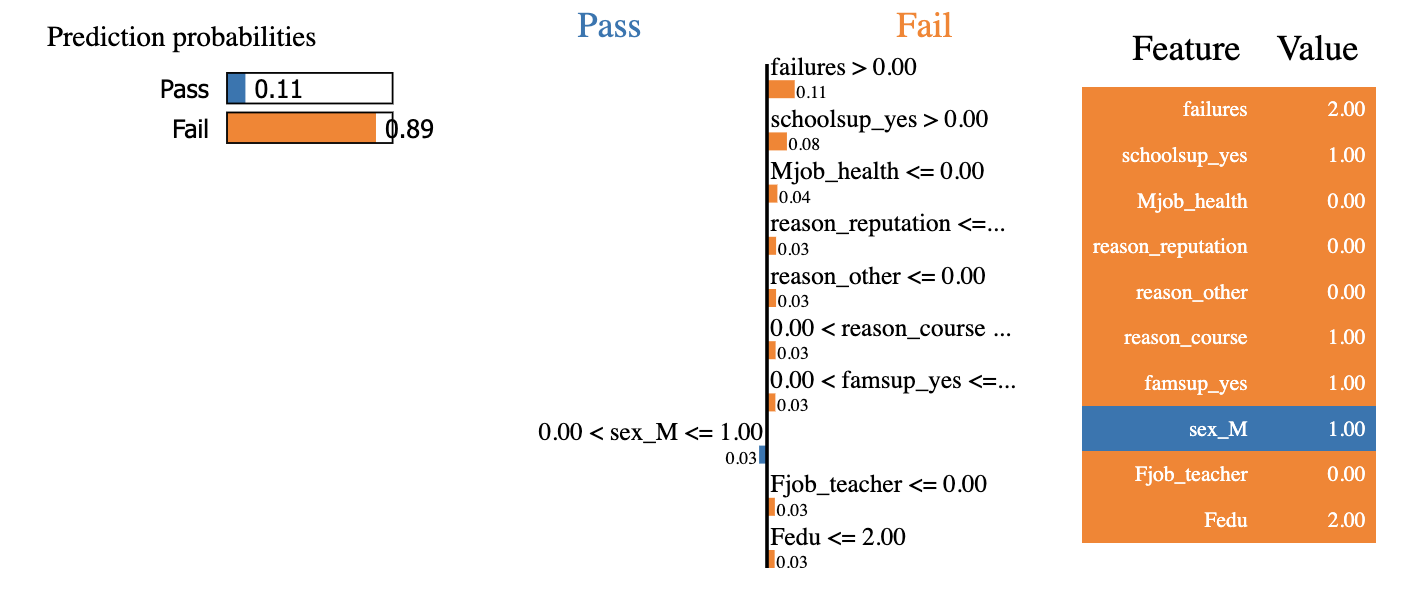 Prediction probabilities
Pass 0.11
Fail 0.89
Pass Fail
failures > 0.00
0.11
schoolsup_yes > 0.00
0.08
Mjob_health <= 0.00
0.04
reason_reputation <=...
0.03
reason_other <= 0.00
0.03
0.00 < reason_course ...
0.03
0.00 < famsup_yes <=...
0.03
0.00 < sex_M <= 1.00
0.03
Fjob_teacher <= 0.00
0.03
Fedu <= 2.00
0.03
Feature Value
failures 2.00
schoolsup_yes 1.00
Mjob_health 0.00
reason_reputation 0.00
reason_other 0.00
reason_course 1.00
famsup_yes 1.00
sex_M 1.00
Fjob_teacher 0.00
Fedu 2.00